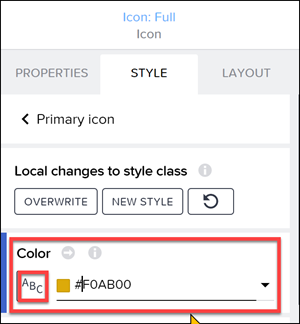 Icon: Full
Icon
PROPERTIES STYLE LAYOUT
Primary icon
Local changes to style class
OVERWRITE NEW STYLE
Color
ABC #F0AB00